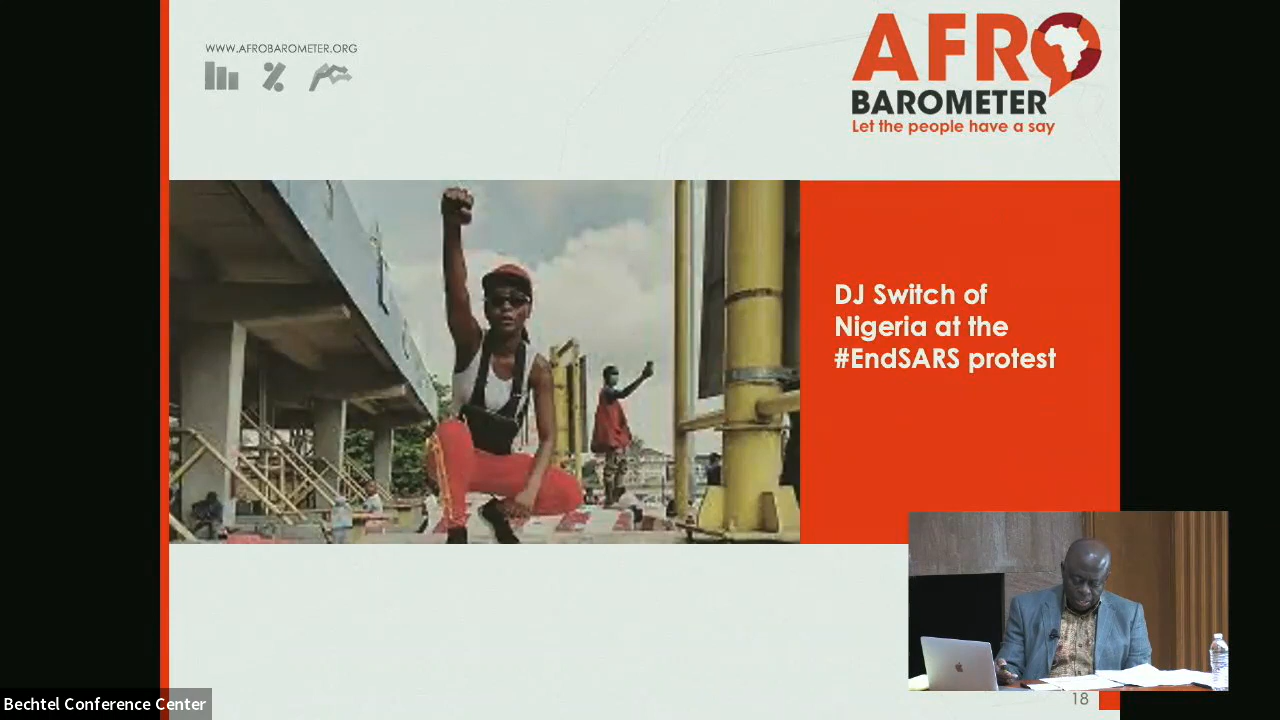 WWW.AFROBAROMETER.ORG
AFRO
BAROMETER
Let the people have a say
DJ Switch of
Nigeria at the
#EndSARS protest
18
Bechtel Conference Center